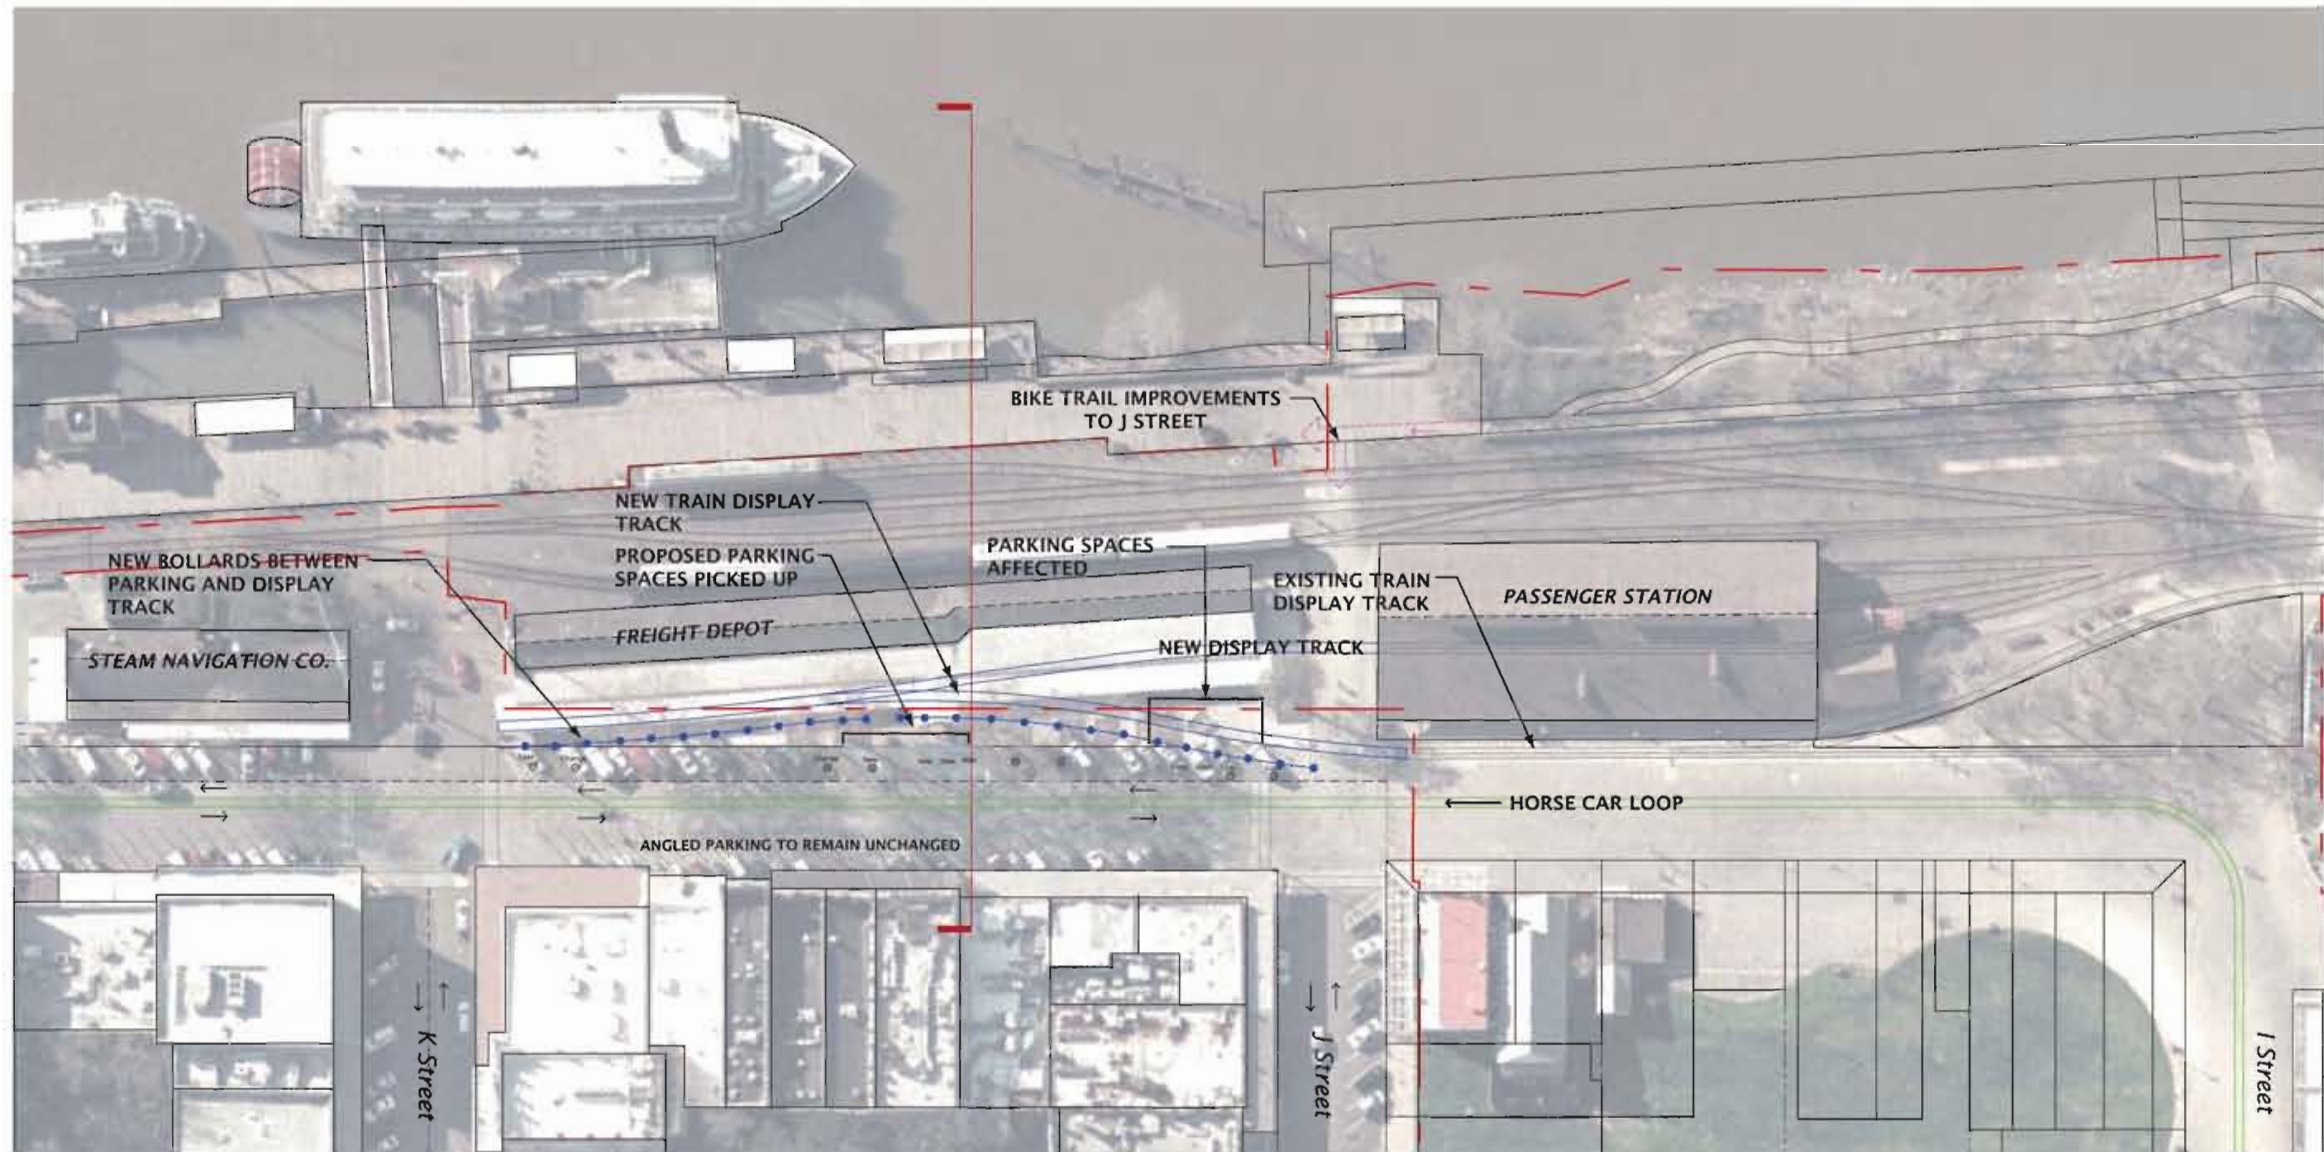 BIKE TRAIL IMPROVEMENTS
TO J STREET
NEW TRAIN DISPLAY
TRACK
NEW BOLLARDS BETWEEN
PARKING AND DISPLAY
TRACK
PROPOSED PARKING
SPACES PICKED UP
PARKING SPACES
AFFECTED
EXISTING TRAIN
DISPLAY TRACK
PASSENGER STATION
FREIGHT DEPOT
STEAM NAVIGATION CO.
NEW DISPLAY TRACK
HORSE CAR LOOP
ANGLED PARKING TO REMAIN UNCHANGED
K Street
J Street
I Street